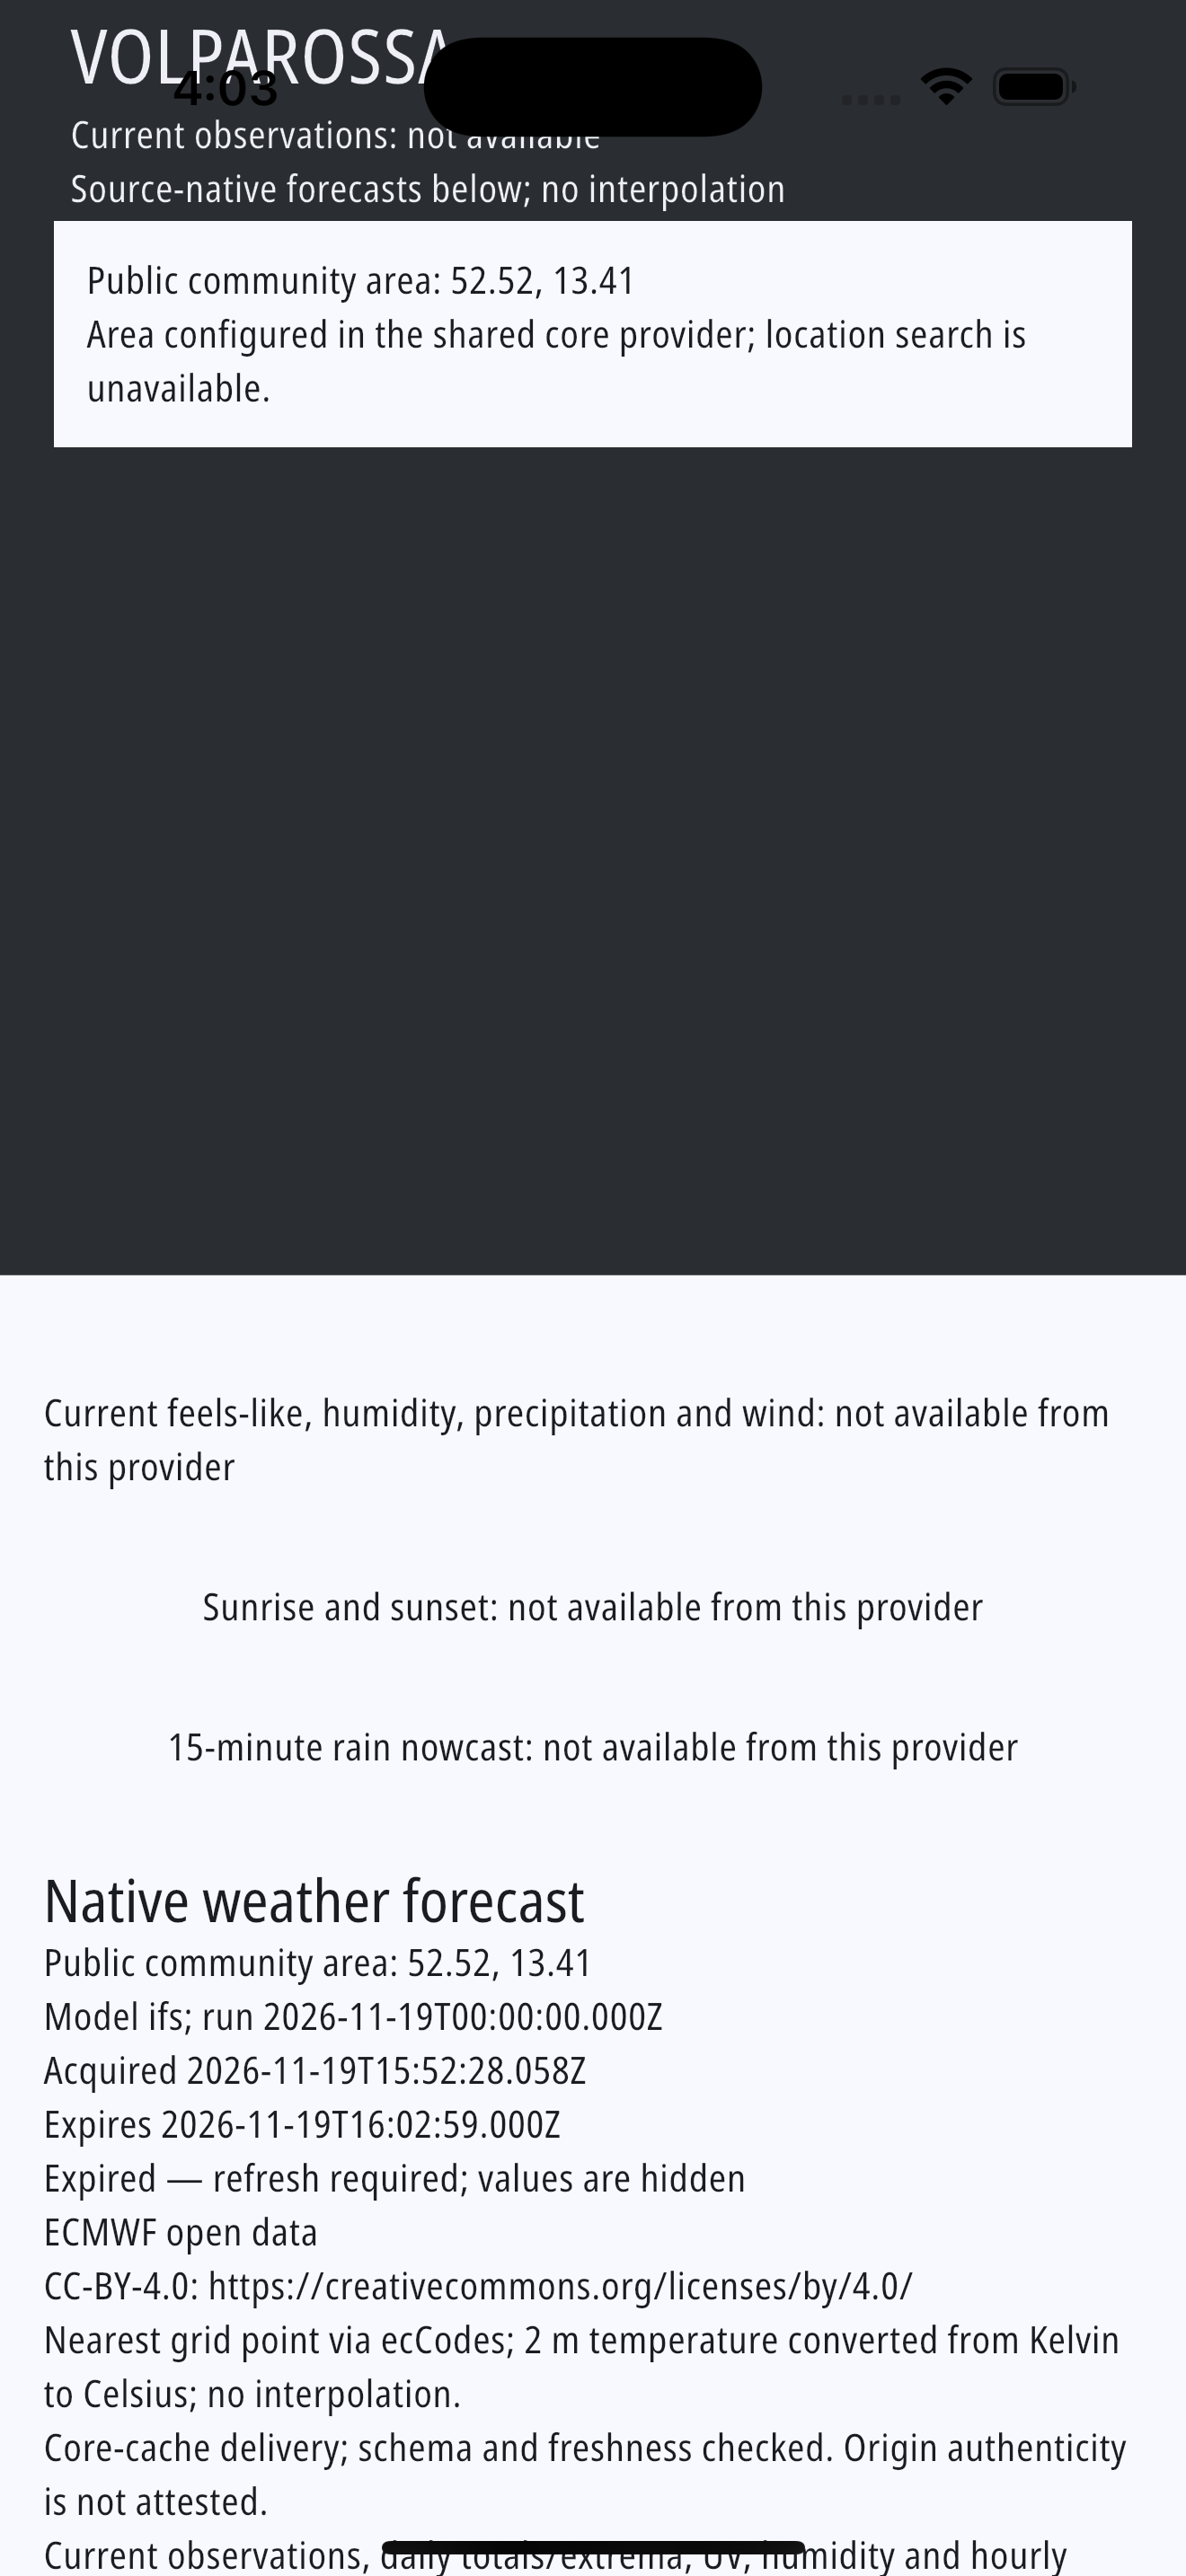 VOLPAROSSA
4:03
Current observations: not available
Source-native forecasts below; no interpolation
Public community area: 52.52, 13.41
Area configured in the shared core provider; location search is
unavailable.
Current feels-like, humidity, precipitation and wind: not available from
this provider
Sunrise and sunset: not available from this provider
15-minute rain nowcast: not available from this provider
Native weather forecast
Public community area: 52.52, 13.41
Model ifs; run 2026-11-19T00:00:00.000Z
Acquired 2026-11-19T15:52:28.058Z
Expires 2026-11-19T16:02:59.000Z
Expired — refresh required; values are hidden
ECMWF open data
CC-BY-4.0: https://creativecommons.org/licenses/by/4.0/
Nearest grid point via ecCodes; 2 m temperature converted from Kelvin
to Celsius; no interpolation.
Core-cache delivery; schema and freshness checked. Origin authenticity
is not attested.
Current observations, daily totals/extrema, UV, humidity and hourly